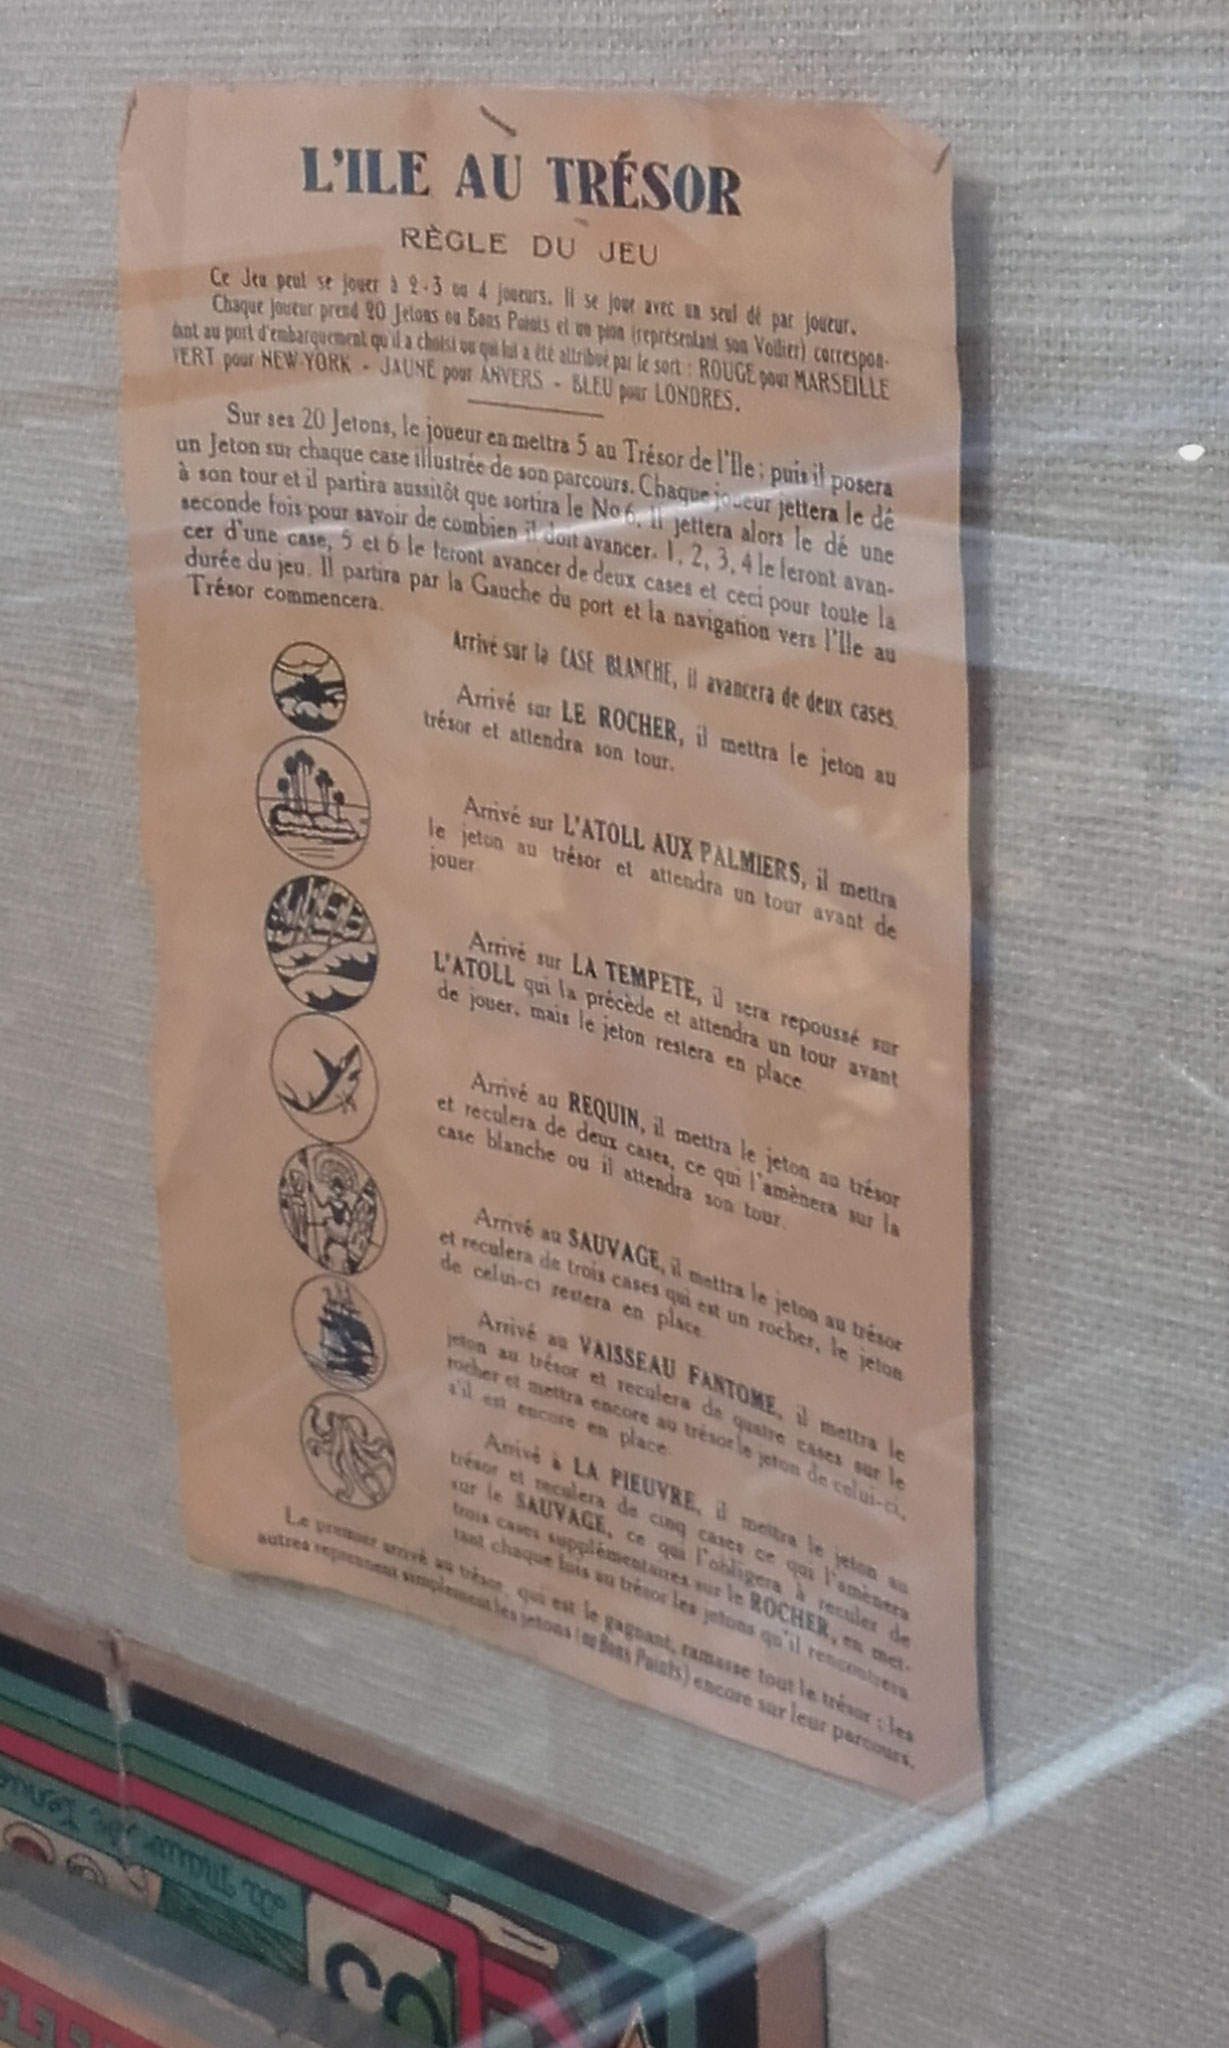 L'ILE AU TRÉSOR
RÈGLE DU JEU
Ce Jeu peut se jouer à 2-3 ou 4 joueurs. Il se joue avec un seul dé par joueur.
Chaque joueur prend 20 Jetons ou Bons Points et un pion (représentant son Voilier) correspon-
dant au port d'embarquement qu'il a choisi ou qui lui a été attribué par le sort : ROUGE pour MARSEILLE
VERT pour NEW-YORK - JAUNE pour ANVERS - BLEU pour LONDRES.
Sur ses 20 Jetons, le joueur en mettra 5 au Trésor de l'Ile ; puis il posera
un Jeton sur chaque case illustrée de son parcours. Chaque joueur jettera le dé
à son tour et il partira aussitôt que sortira le No 6. Il jettera alors le dé une
seconde fois pour savoir de combien il doit avancer. 1, 2, 3, 4 le feront avan-
cer d'une case, 5 et 6 le feront avancer de deux cases et ceci pour toute la
durée du jeu. Il partira par la Gauche du port et la navigation vers l'Ile au
Trésor commencera.
Arrivé sur la CASE BLANCHE, il avancera de deux cases.
Arrivé sur LE ROCHER, il mettra le jeton au
trésor et attendra son tour.
Arrivé sur L'ATOLL AUX PALMIERS, il mettra
le jeton au trésor et attendra un tour avant de
jouer.
Arrivé sur LA TEMPETE, il sera repoussé sur
L'ATOLL qui la précède et attendra un tour avant
de jouer, mais le jeton restera en place.
Arrivé au REQUIN, il mettra le jeton au trésor
et reculera de deux cases, ce qui l'amènera sur la
case blanche ou il attendra son tour.
Arrivé au SAUVAGE, il mettra le jeton au trésor
et reculera de trois cases qui est un rocher, le jeton
de celui-ci restera en place.
Arrivé au VAISSEAU FANTOME, il mettra le
jeton au trésor et reculera de quatre cases sur le
rocher et mettra encore au trésor le jeton de celui-ci,
s'il est encore en place.
Arrivé à LA PIEUVRE, il mettra le jeton au
trésor et reculera de cinq cases ce qui l'amènera
sur le SAUVAGE, ce qui l'obligera à reculer de
trois cases supplémentaires sur le ROCHER, en met-
tant chaque fois au trésor les jetons qu'il rencontrera
Le premier arrivé au trésor, qui est le gagnant, ramasse tout le trésor ; les
autres reprennent simplement les jetons (ou Bons Points) encore sur leur parcours.